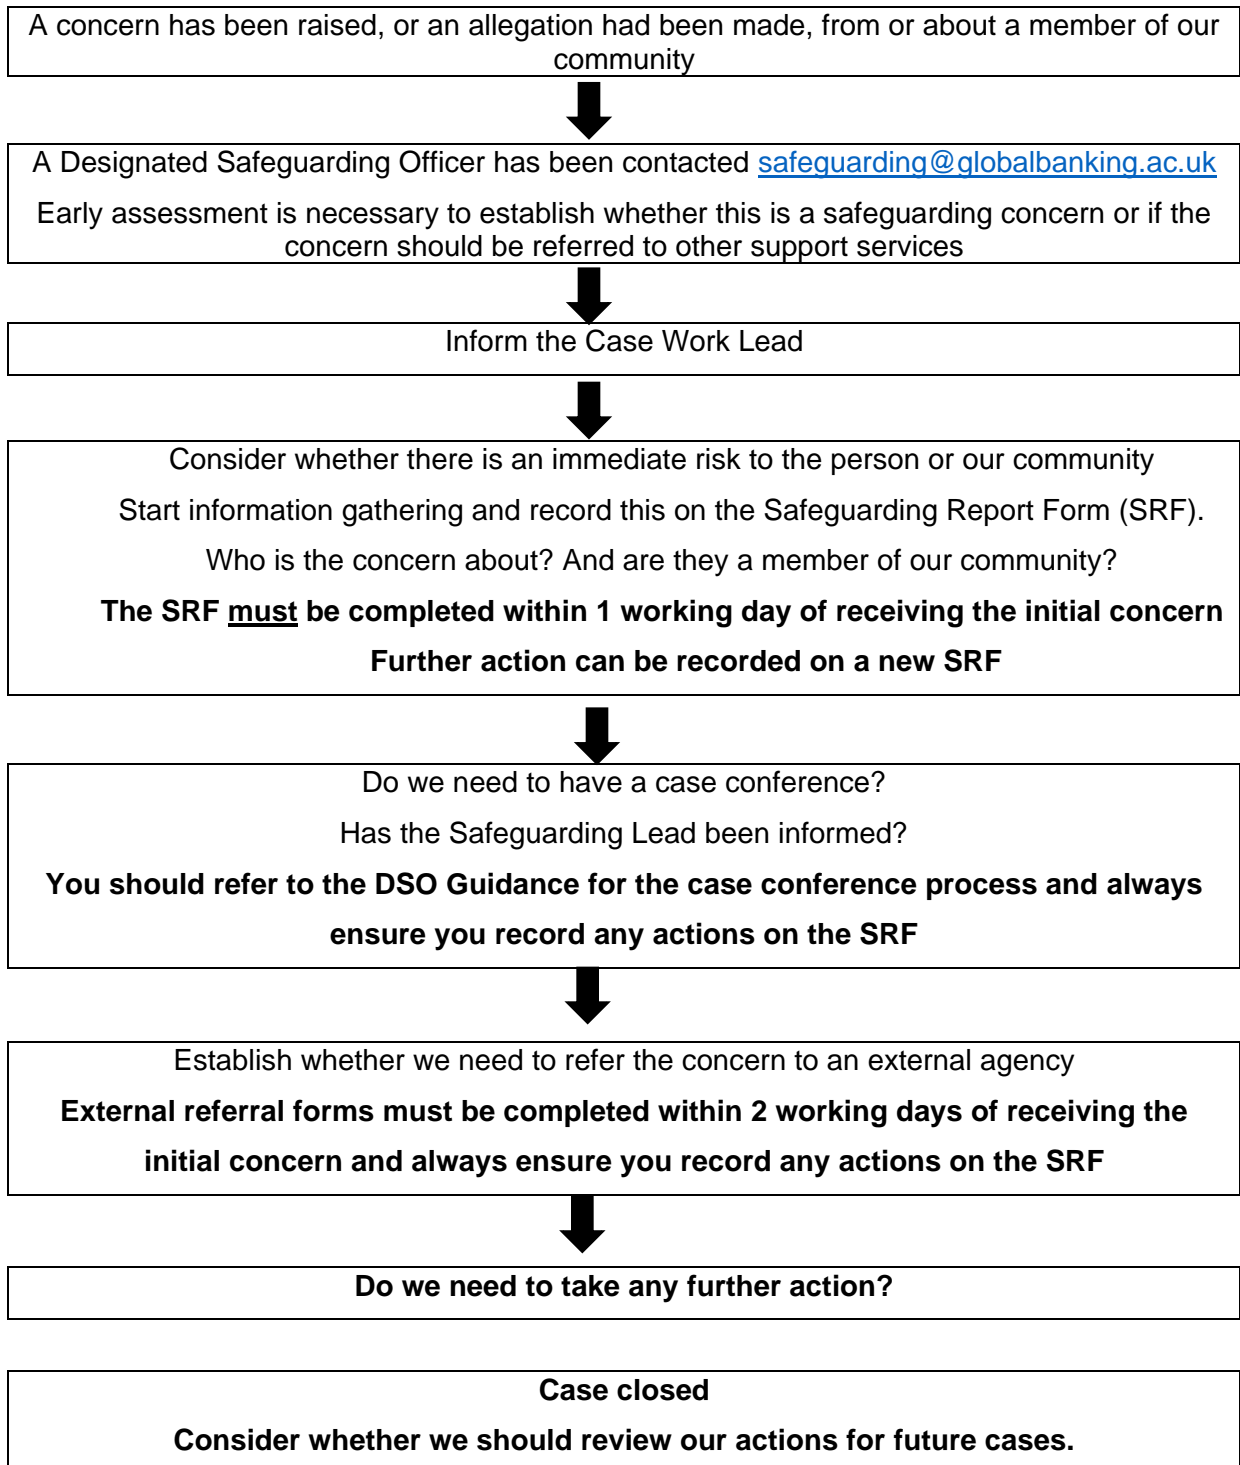 A concern has been raised, or an allegation had been made, from or about a member of our
community
A Designated Safeguarding Officer has been contacted safeguarding@globalbanking.ac.uk
Early assessment is necessary to establish whether this is a safeguarding concern or if the
concern should be referred to other support services
Inform the Case Work Lead
Consider whether there is an immediate risk to the person or our community
Start information gathering and record this on the Safeguarding Report Form (SRF).
Who is the concern about? And are they a member of our community?
The SRF must be completed within 1 working day of receiving the initial concern
Further action can be recorded on a new SRF
Do we need to have a case conference?
Has the Safeguarding Lead been informed?
You should refer to the DSO Guidance for the case conference process and always
ensure you record any actions on the SRF
Establish whether we need to refer the concern to an external agency
External referral forms must be completed within 2 working days of receiving the
initial concern and always ensure you record any actions on the SRF
Do we need to take any further action?
Case closed
Consider whether we should review our actions for future cases.